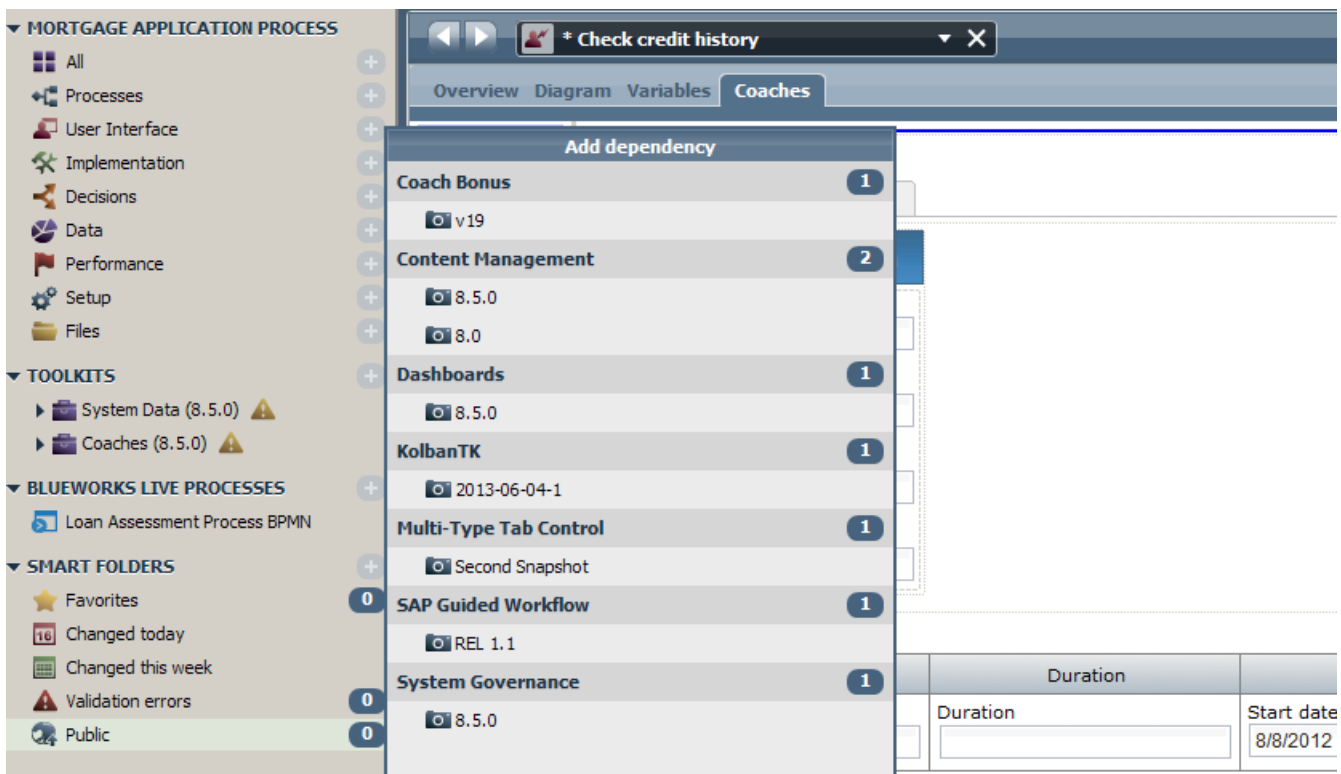 MORTGAGE APPLICATION PROCESS
All
Processes
User Interface
Implementation
Decisions
Data
Performance
Setup
Files
TOOLKITS
System Data (8.5.0)
Coaches (8.5.0)
BLUEWORKS LIVE PROCESSES
Loan Assessment Process BPMN
SMART FOLDERS
Favorites 0
16 Changed today
Changed this week
Validation errors 0
Public 0
* Check credit history
Overview Diagram Variables Coaches
Add dependency
Coach Bonus 1
v19
Content Management 2
8.5.0
8.0
Dashboards 1
8.5.0
KolbanTK 1
2013-06-04-1
Multi-Type Tab Control 1
Second Snapshot
SAP Guided Workflow 1
REL 1.1
System Governance 1
8.5.0
Duration
Duration Start date
8/8/2012